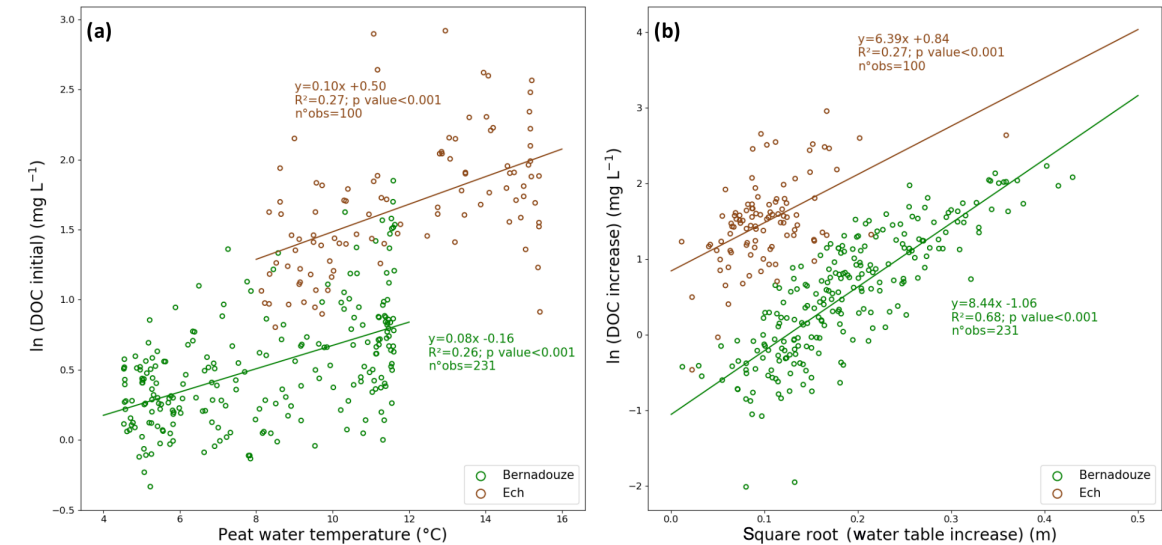 (a)
ln (DOC initial) (mg L⁻¹)
3.0
2.5
2.0
1.5
1.0
0.5
0.0
−0.5
y=0.10x +0.50
R²=0.27; p value<0.001
n°obs=100
y=0.08x -0.16
R²=0.26; p value<0.001
n°obs=231
Bernadouze
Ech
4
6
8
10
12
14
16
Peat water temperature (°C)
(b)
ln (DOC increase) (mg L⁻¹)
4
3
2
1
0
−1
−2
y=6.39x +0.84
R²=0.27; p value<0.001
n°obs=100
y=8.44x -1.06
R²=0.68; p value<0.001
n°obs=231
Bernadouze
Ech
0.0
0.1
0.2
0.3
0.4
0.5
Square root (water table increase) (m)